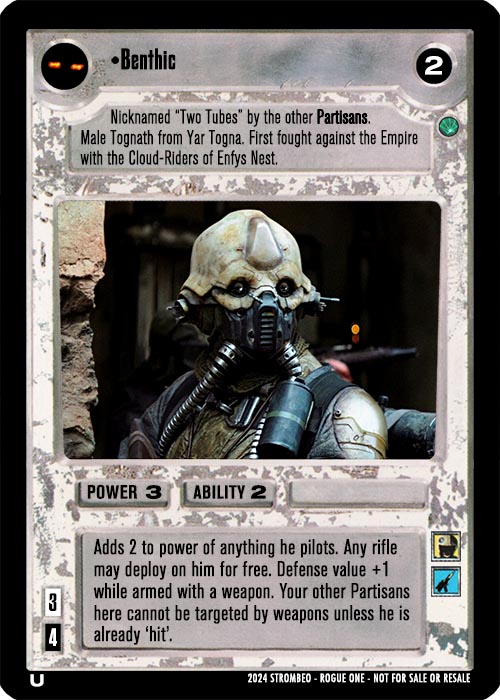 •Benthic
2
Nicknamed "Two Tubes" by the other Partisans.
Male Tognath from Yar Togna. First fought against the Empire
with the Cloud-Riders of Enfys Nest.
POWER 3
ABILITY 2
Adds 2 to power of anything he pilots. Any rifle
may deploy on him for free. Defense value +1
while armed with a weapon. Your other Partisans
here cannot be targeted by weapons unless he is
already 'hit'.
3
4
U
2024 STROMBEO - ROGUE ONE - NOT FOR SALE OR RESALE